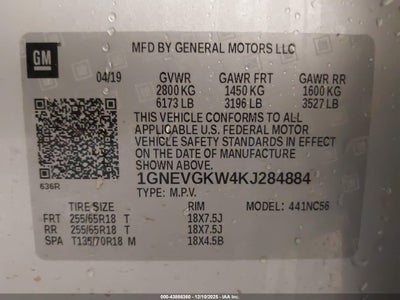 GM
MFD BY GENERAL MOTORS LLC
04/19 GVWR GAWR FRT GAWR RR
2800 KG 1450 KG 1600 KG
6173 LB 3196 LB 3527 LB
THIS VEHICLE CONFORMS TO ALL
APPLICABLE U.S. FEDERAL MOTOR
VEHICLE SAFETY STANDARDS IN EFFECT
ON THE DATE OF MANUFACTURE
SHOWN ABOVE.
636R
1GNEVGKW4KJ284884
TYPE: M.P.V.
TIRE SIZE RIM MODEL: 441NC56
FRT 255/65R18 T 18X7.5J
RR 255/65R18 T 18X7.5J
SPA T135/70R18 M 18X4.5B
000-43898360 - 12/10/2025 - IAA Holdings, LLC